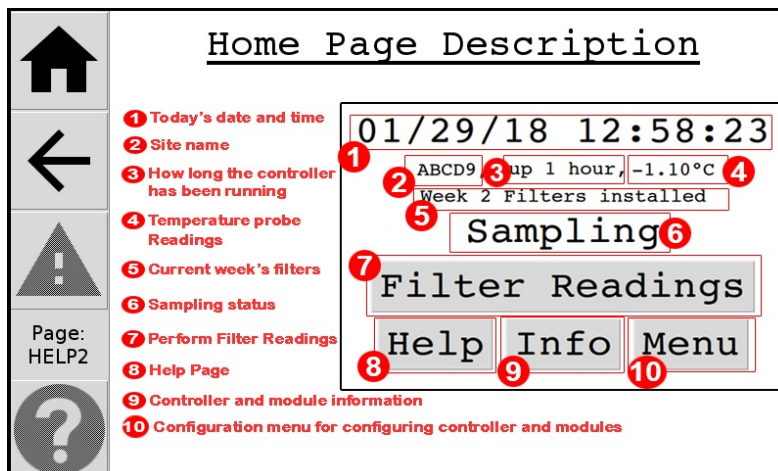 Home Page Description
1 Today's date and time
2 Site name
3 How long the controller
has been running
4 Temperature probe
Readings
5 Current week's filters
6 Sampling status
7 Perform Filter Readings
8 Help Page
9 Controller and module information
10 Configuration menu for configuring controller and modules
01/29/18 12:58:23
1
ABCD9, up 1 hour, -1.10°C
2 3 4
Week 2 Filters installed
5
Sampling
6
7
Filter Readings
Help Info Menu
8 9 10
Page:
HELP2
!
?